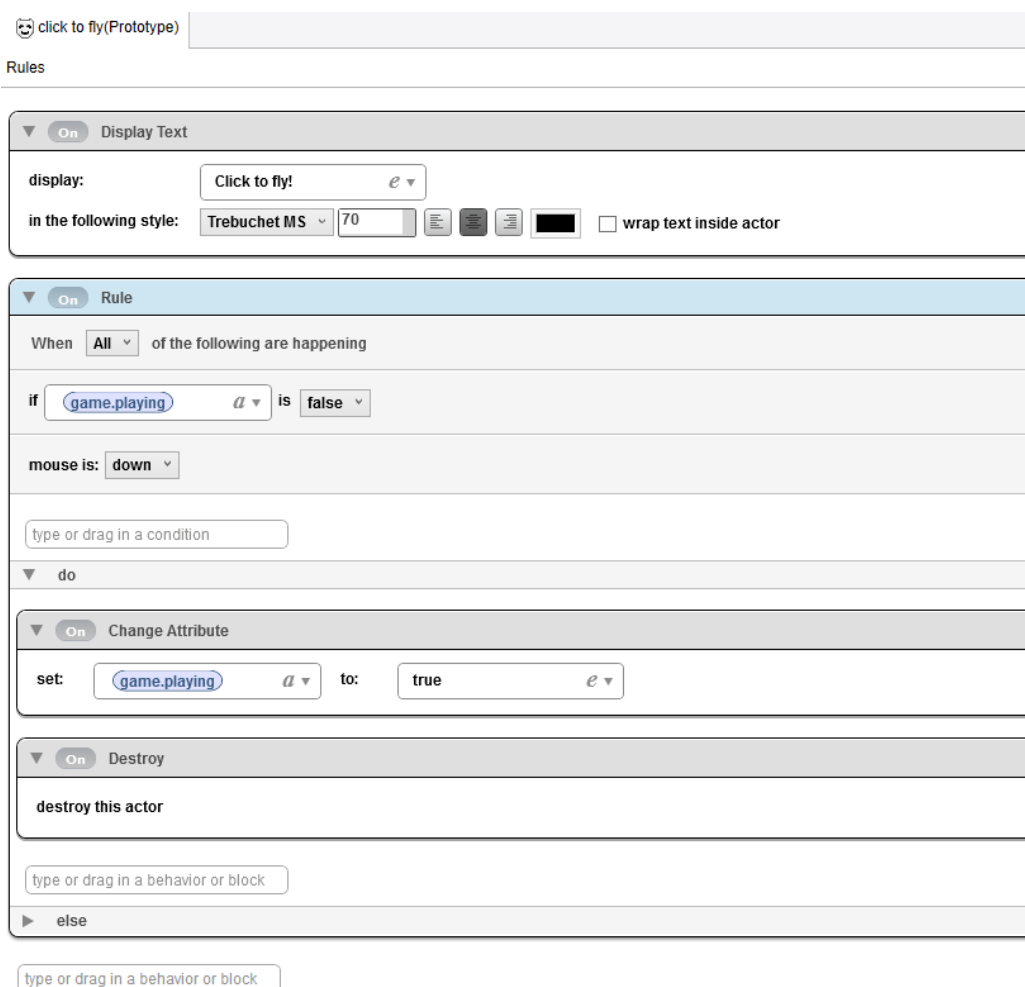 click to fly(Prototype)
Rules
On Display Text
display: Click to fly! e
in the following style: Trebuchet MS 70 wrap text inside actor
On Rule
When All of the following are happening
if game.playing a is false
mouse is: down
type or drag in a condition
do
On Change Attribute
set: game.playing a to: true e
On Destroy
destroy this actor
type or drag in a behavior or block
else
type or drag in a behavior or block